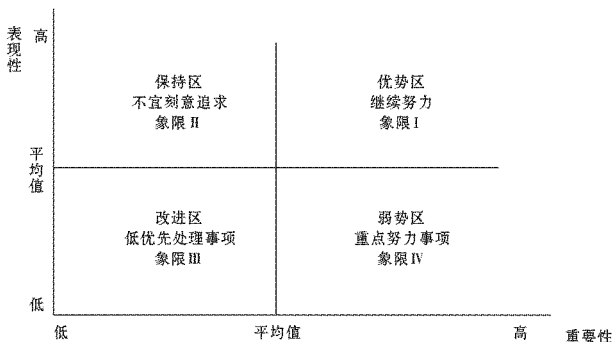 表现性
高
保持区
不宜刻意追求
象限II
优势区
继续努力
象限I
平均值
改进区
低优先处理事项
象限III
弱势区
重点努力事项
象限IV
低
低
平均值
高
重要性